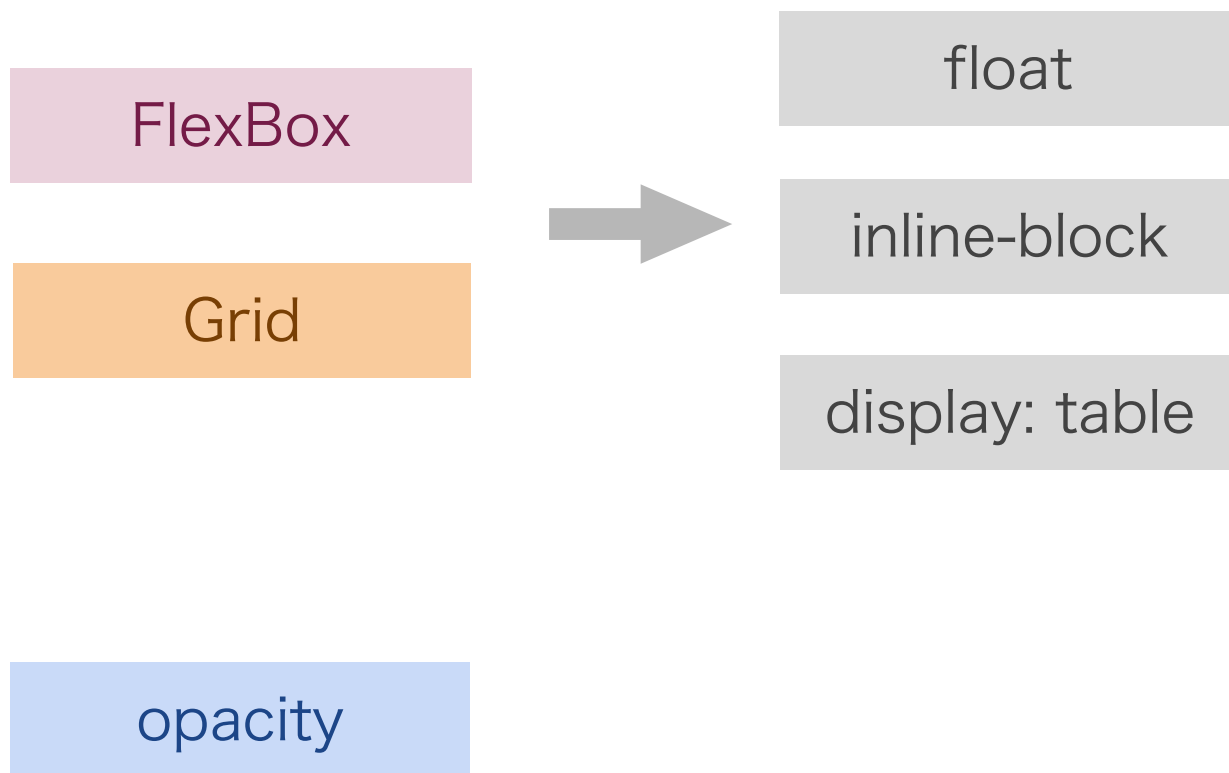 FlexBox
Grid
float
inline-block
display: table
opacity